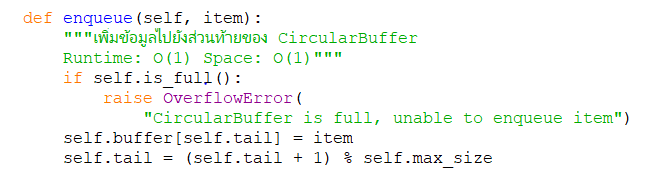 def enqueue(self, item):
    """เพิ่มข้อมูลไปยังส่วนท้ายของ CircularBuffer
    Runtime: O(1) Space: O(1)"""
    if self.is_full():
        raise OverflowError(
            "CircularBuffer is full, unable to enqueue item")
    self.buffer[self.tail] = item
    self.tail = (self.tail + 1) % self.max_size